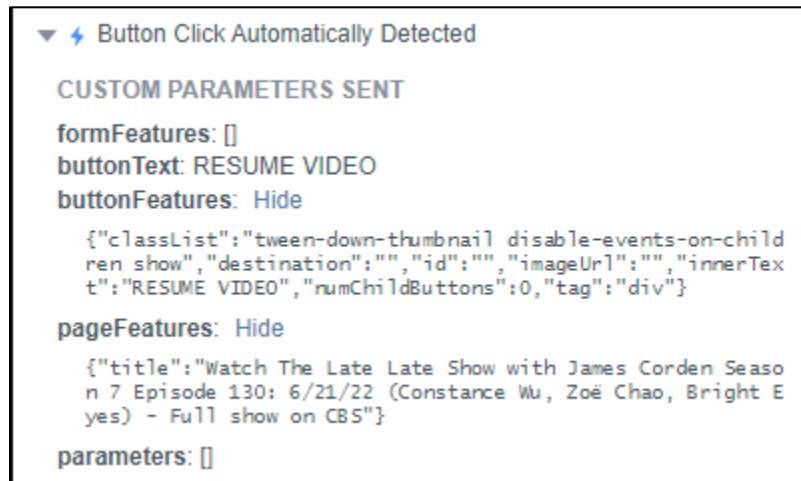 Button Click Automatically Detected
CUSTOM PARAMETERS SENT
formFeatures: []
buttonText: RESUME VIDEO
buttonFeatures: Hide
{"classList":"tween-down-thumbnail disable-events-on-child
ren show","destination":"","id":"","imageUrl":"","innerTex
t":"RESUME VIDEO","numChildButtons":0,"tag":"div"}
pageFeatures: Hide
{"title":"Watch The Late Late Show with James Corden Seaso
n 7 Episode 130: 6/21/22 (Constance Wu, Zoë Chao, Bright E
yes) - Full show on CBS"}
parameters: []